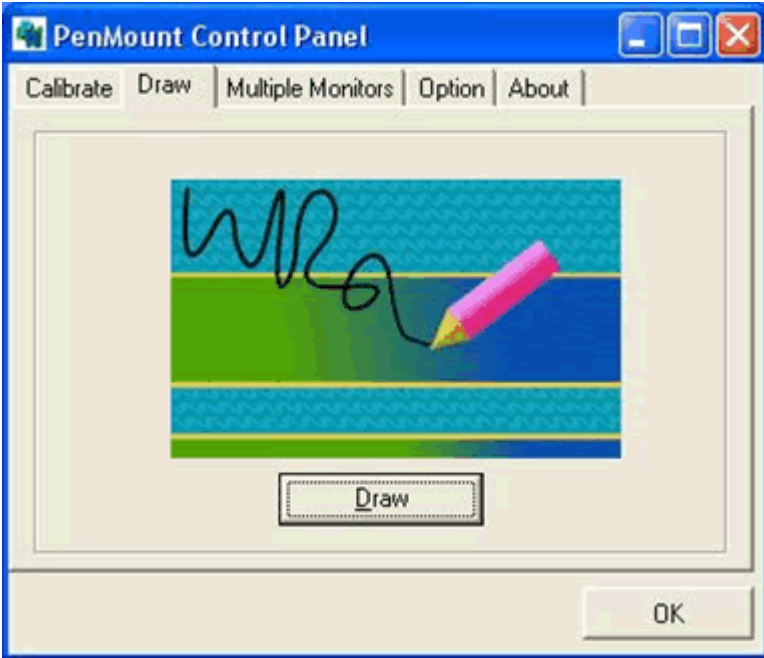 PenMount Control Panel
Calibrate Draw Multiple Monitors Option About
Draw
OK